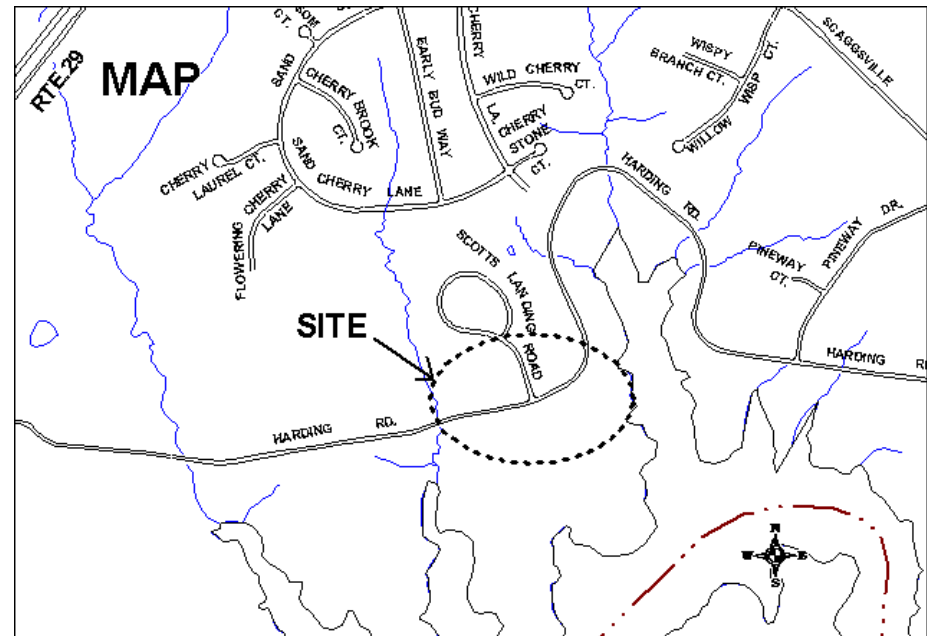 SOM
CT.
CHERRY
EARLY BUD WAY
RTE.29
MAP
SAND
CHERRY BROOK
CT.
WILD CHERRY
CT.
LA.
CHERRY
STONE
CT.
WISPY
BRANCH CT.
WISP CT.
WILLOW
SCAGGSVILLE
CHERRY
LAUREL CT.
SAND
CHERRY LANE
FLOWERING
CHERRY
LANE
HARDING
RD.
SCOTTS
LANDING
ROAD
PINEWAY
CT.
PINEWAY DR.
SITE
HARDING RD.
HARDING R
N
W E
S